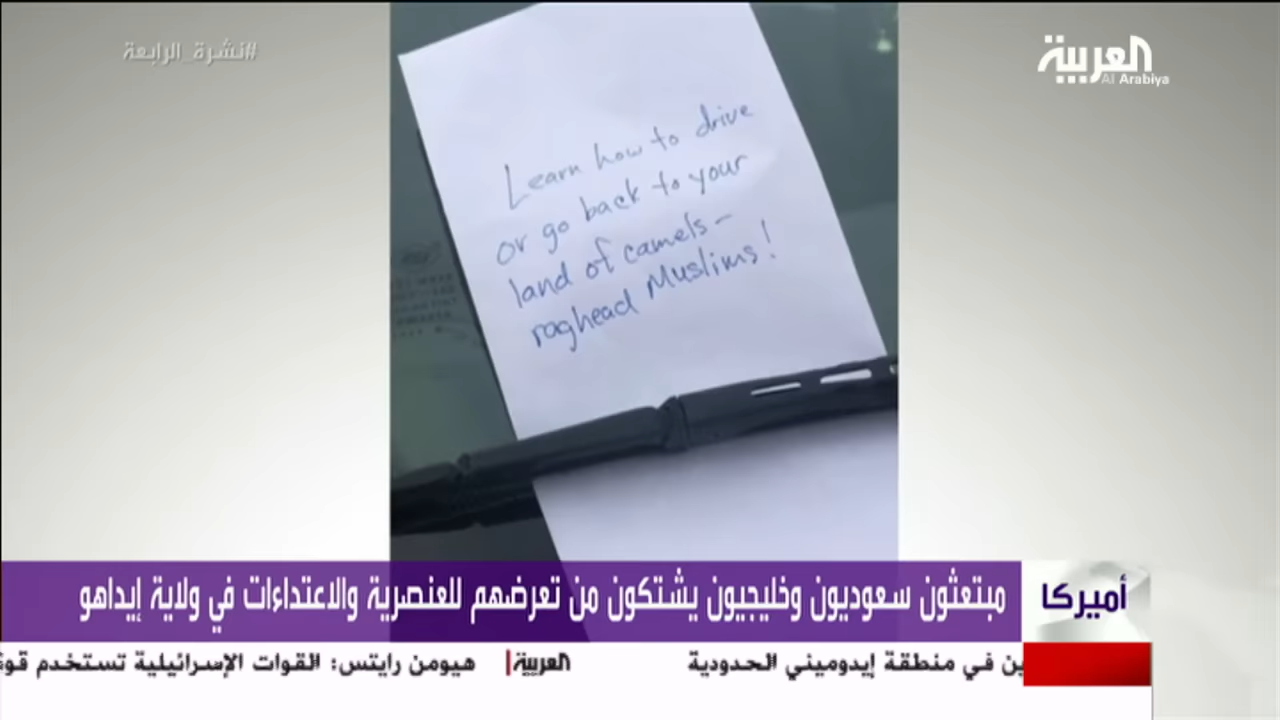 #نشرة_الرابعة
العربية
Al Arabiya
Learn how to drive
or go back to your
land of camels-
raghead Muslims!
أميركا
مبتعثون سعوديون وخليجيون يشتكون من تعرضهم للعنصرية والاعتداءات في ولاية إيداهو
في منطقة إيدوميني الحدودية
العربية
هيومن رايتس: القوات الإسرائيلية تستخدم